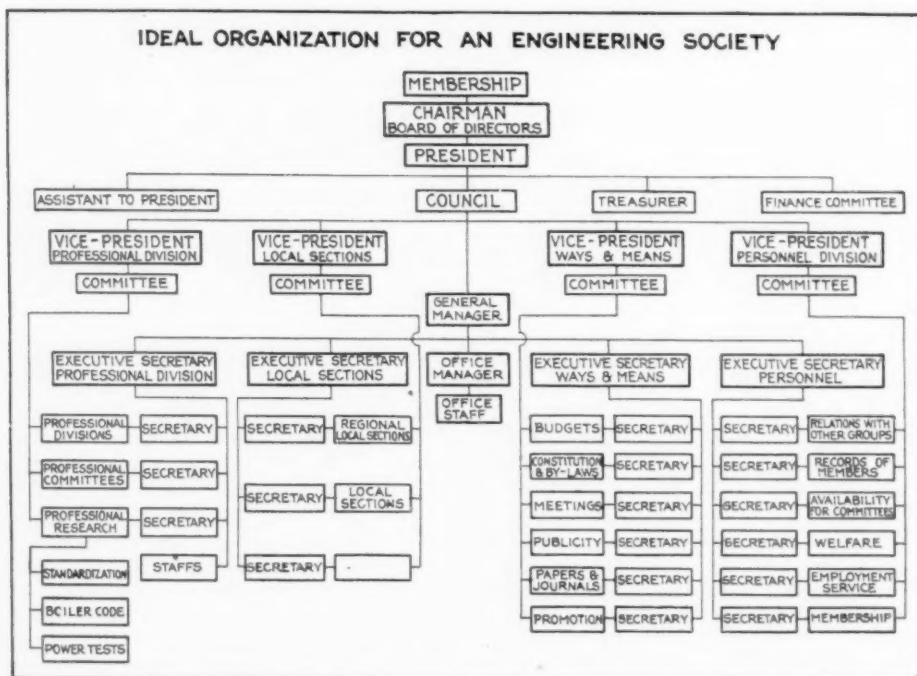 IDEAL ORGANIZATION FOR AN ENGINEERING SOCIETY
MEMBERSHIP
CHAIRMAN
BOARD OF DIRECTORS
PRESIDENT
ASSISTANT TO PRESIDENT
COUNCIL
TREASURER
FINANCE COMMITTEE
VICE-PRESIDENT
PROFESSIONAL DIVISION
VICE-PRESIDENT
LOCAL SECTIONS
VICE-PRESIDENT
WAYS & MEANS
VICE-PRESIDENT
PERSONNEL DIVISION
COMMITTEE
COMMITTEE
COMMITTEE
COMMITTEE
GENERAL
MANAGER
EXECUTIVE SECRETARY
PROFESSIONAL DIVISION
EXECUTIVE SECRETARY
LOCAL SECTIONS
OFFICE
MANAGER
EXECUTIVE SECRETARY
WAYS & MEANS
EXECUTIVE SECRETARY
PERSONNEL
OFFICE
STAFF
PROFESSIONAL
DIVISIONS
SECRETARY
SECRETARY
REGIONAL
LOCAL SECTIONS
BUDGETS
SECRETARY
SECRETARY
RELATIONS WITH
OTHER GROUPS
PROFESSIONAL
COMMITTEES
SECRETARY
CONSTITUTION
& BY-LAWS
SECRETARY
SECRETARY
RECORDS OF
MEMBERS
SECRETARY
LOCAL
SECTIONS
PROFESSIONAL
RESEARCH
SECRETARY
MEETINGS
SECRETARY
SECRETARY
AVAILABILITY
FOR COMMITTEES
STANDARDIZATION
STAFFS
SECRETARY
PUBLICITY
SECRETARY
SECRETARY
WELFARE
BOILER CODE
PAPERS &
JOURNALS
SECRETARY
SECRETARY
EMPLOYMENT
SERVICE
POWER TESTS
PROMOTION
SECRETARY
SECRETARY
MEMBERSHIP